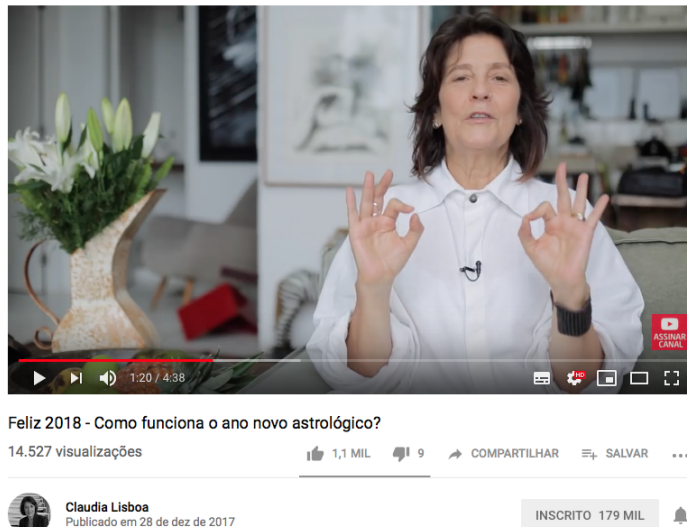 ASSINAR
CANAL
1:20 / 4:38
HD
Feliz 2018 - Como funciona o ano novo astrológico?
14.527 visualizações
1,1 MIL
9
COMPARTILHAR
SALVAR
Claudia Lisboa
Publicado em 28 de dez de 2017
INSCRITO 179 MIL